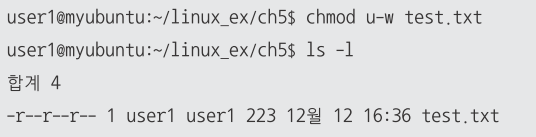 user1@myubuntu:~/linux_ex/ch5$ chmod u-w test.txt
user1@myubuntu:~/linux_ex/ch5$ ls -l
합계 4
-r--r--r-- 1 user1 user1 223 12월 12 16:36 test.txt